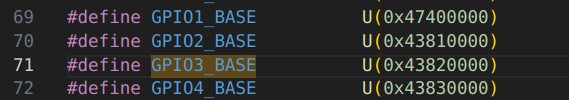 69 #define GPIO1_BASE U(0x47400000)
70 #define GPIO2_BASE U(0x43810000)
71 #define GPIO3_BASE U(0x43820000)
72 #define GPIO4_BASE U(0x43830000)